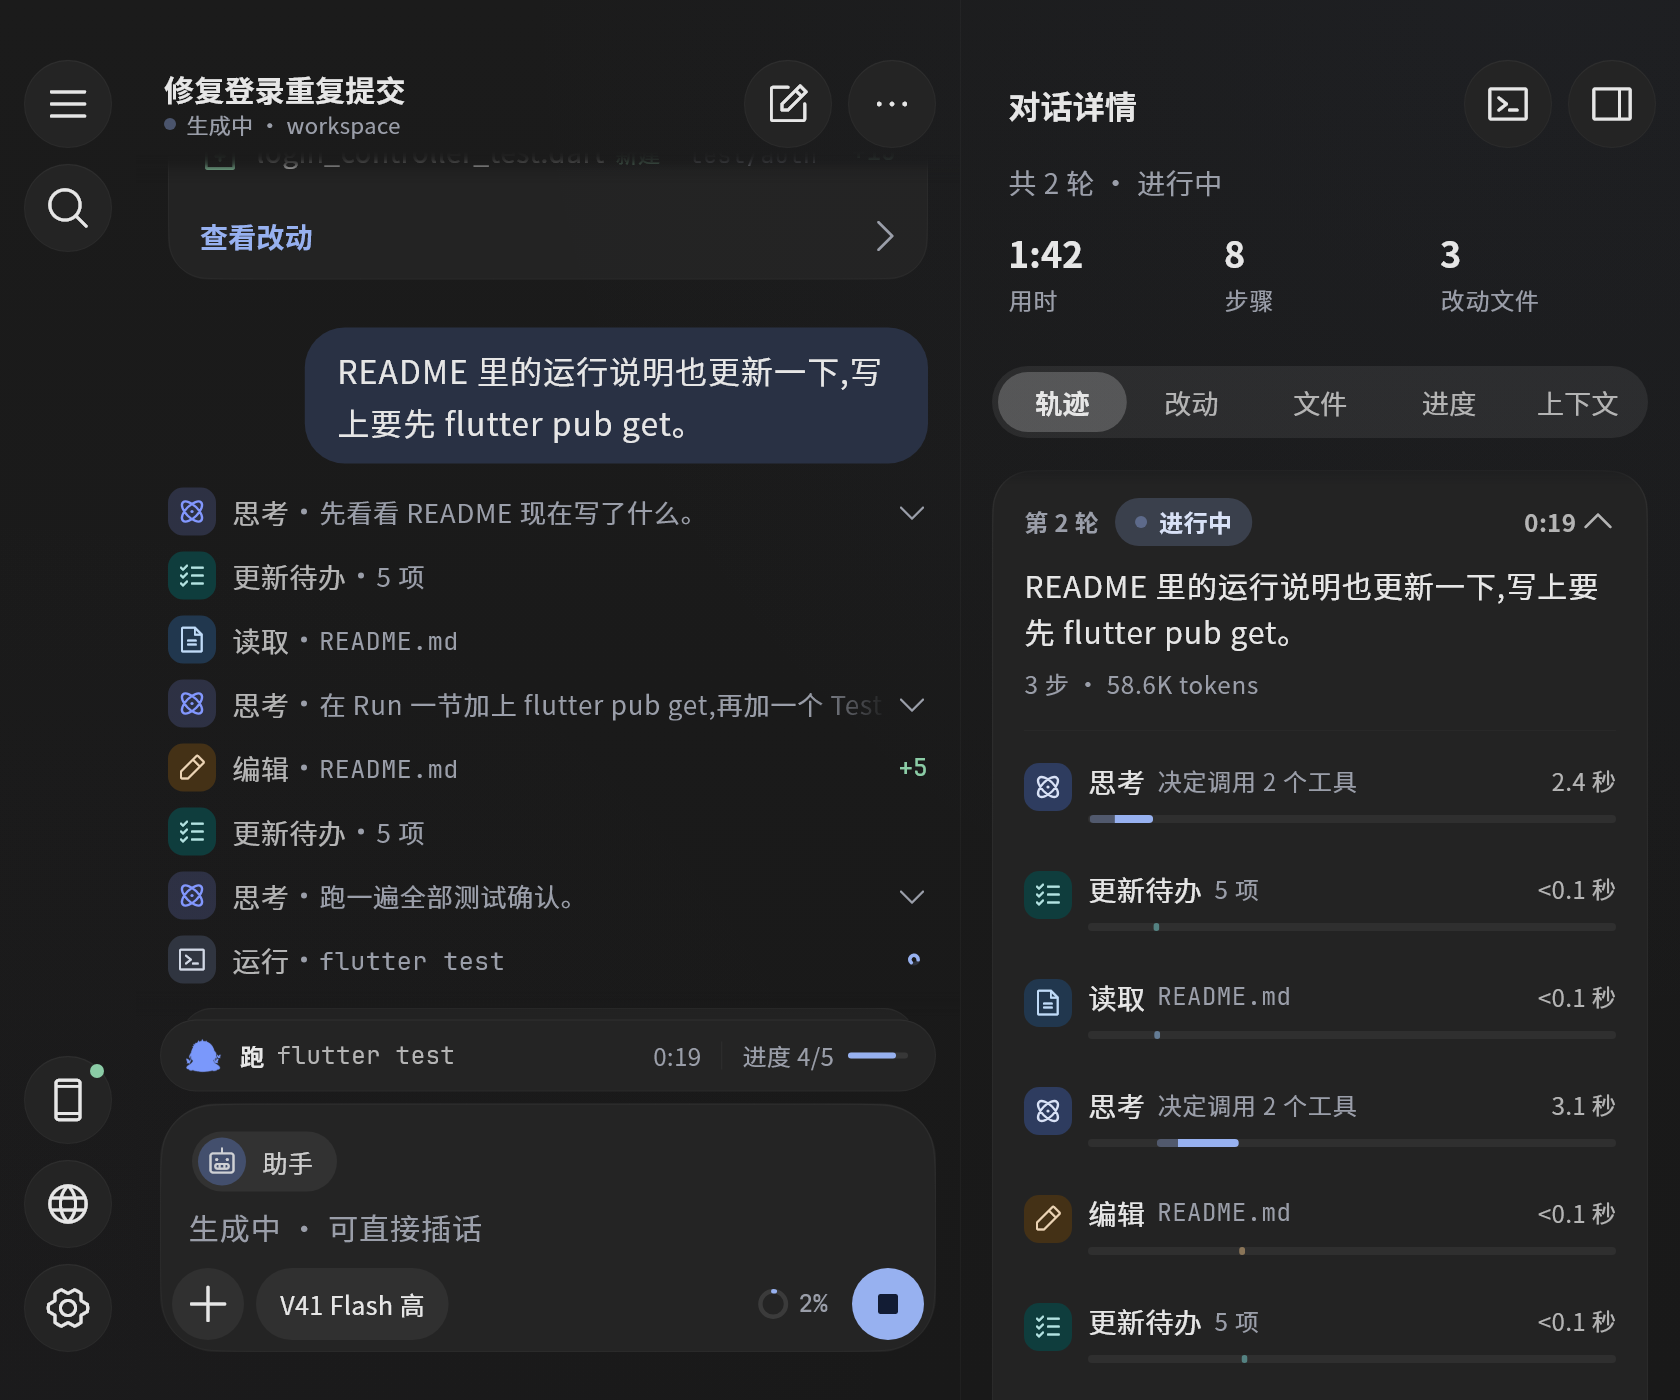 修复登录重复提交
生成中 • workspace
login_controller_test.dart 新建 test/auth +18
查看改动
README 里的运行说明也更新一下,写
上要先 flutter pub get。
思考 • 先看看 README 现在写了什么。
更新待办 • 5 项
读取 • README.md
思考 • 在 Run 一节加上 flutter pub get,再加一个 Test
编辑 • README.md +5
更新待办 • 5 项
思考 • 跑一遍全部测试确认。
运行 • flutter test
跑 flutter test 0:19 进度 4/5
助手
生成中 • 可直接插话
V41 Flash 高 2%
对话详情
共 2 轮 • 进行中
1:42 8 3
用时 步骤 改动文件
轨迹 改动 文件 进度 上下文
第 2 轮 进行中 0:19
README 里的运行说明也更新一下,写上要
先 flutter pub get。
3 步 • 58.6K tokens
思考 决定调用 2 个工具 2.4 秒
更新待办 5 项 <0.1 秒
读取 README.md <0.1 秒
思考 决定调用 2 个工具 3.1 秒
编辑 README.md <0.1 秒
更新待办 5 项 <0.1 秒